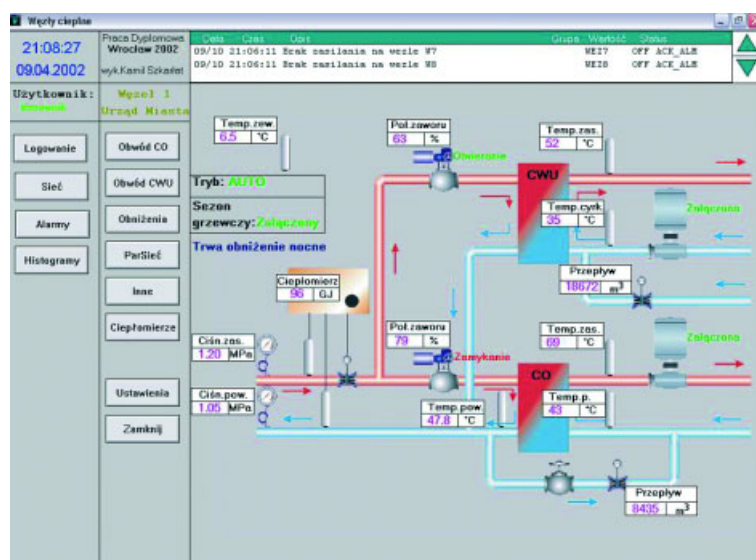 Węzły cieplne
21:08:27
09.04.2002
Praca Dyplomowa
Wrocław 2002
wyk.Kamil Szkarłat
Data Czas Opis Grupa Wartość Status
09/10 21:06:11 Brak zasilania na wezle W7 WEZ7 OFF ACK_ALM
09/10 21:06:11 Brak zasilania na wezle W8 WEZ8 OFF ACK_ALM
Użytkownik:
Węzeł 1
Urząd Miasta
Logowanie
Sieć
Alarmy
Histogramy
Obwód CO
Obwód CWU
Obniżenia
ParSieć
Inne
Ciepłomierze
Ustawienia
Zamknij
Temp.zew.
6.5 °C
Tryb: AUTO
Sezon
grzewczy:Załączony
Trwa obniżenie nocne
Ciepłomierz
96 GJ
Ciśn.zas.
1.20 MPa
Ciśn.pow.
1.05 MPa
Poł.zaworu
63 %
Otwieranie
CWU
Temp.zas.
52 °C
Temp.cyrk.
35 °C
Załączona
Przepływ
18672 m³
Poł.zaworu
79 %
Zamykanie
CO
Temp.zas.
69 °C
Załączona
Temp.p.
43 °C
Temp.pow.
47.8 °C
Przepływ
8435 m³